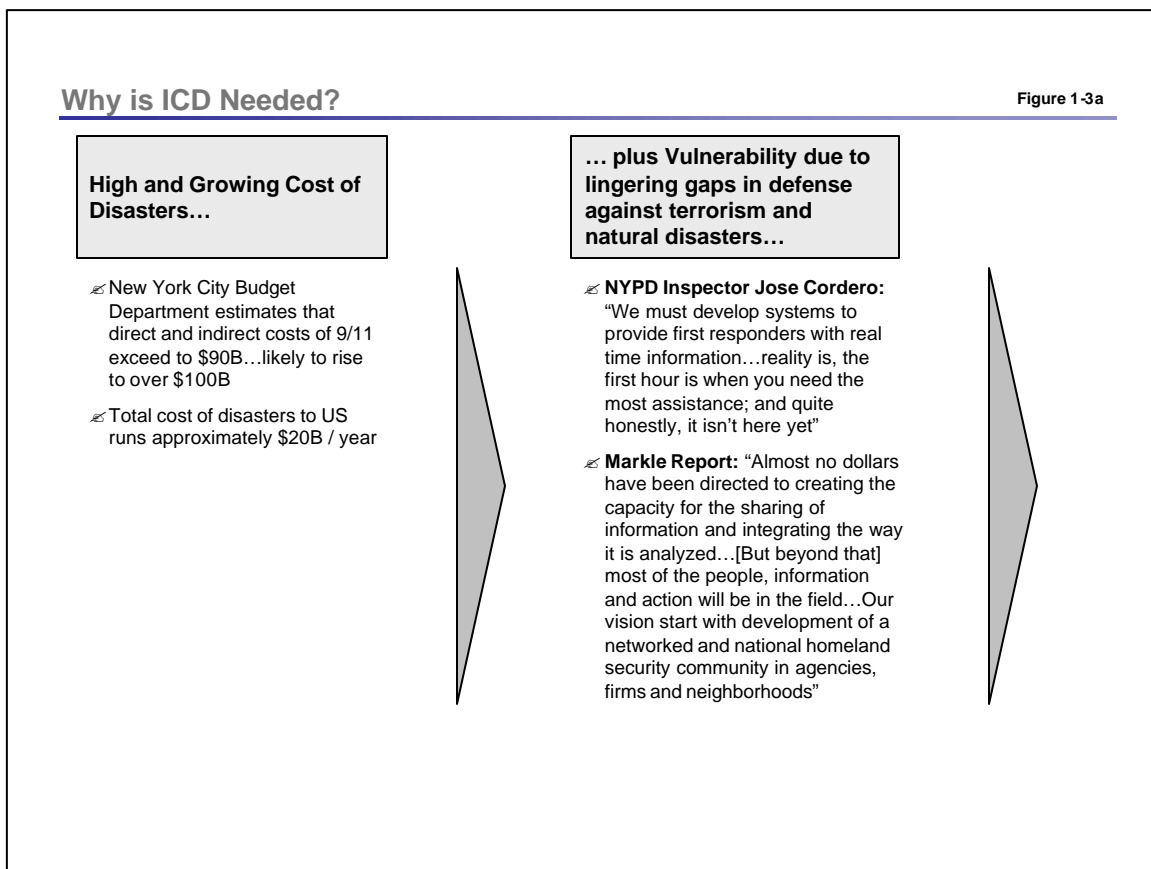 Why is ICD Needed?
Figure 1-3a
High and Growing Cost of
Disasters…
New York City Budget
Department estimates that
direct and indirect costs of 9/11
exceed to $90B…likely to rise
to over $100B
Total cost of disasters to US
runs approximately $20B / year
… plus Vulnerability due to
lingering gaps in defense
against terrorism and
natural disasters…
NYPD Inspector Jose Cordero:
“We must develop systems to
provide first responders with real
time information…reality is, the
first hour is when you need the
most assistance; and quite
honestly, it isn’t here yet”
Markle Report: “Almost no dollars
have been directed to creating the
capacity for the sharing of
information and integrating the way
it is analyzed…[But beyond that]
most of the people, information
and action will be in the field…Our
vision start with development of a
networked and national homeland
security community in agencies,
firms and neighborhoods”